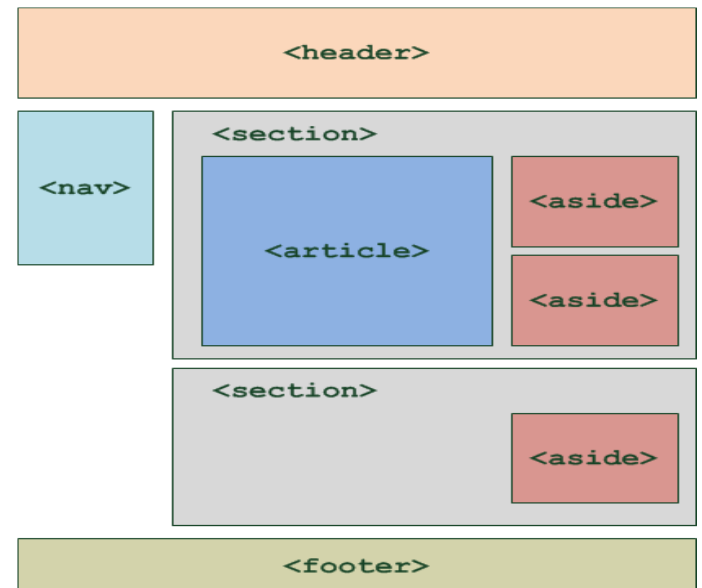 <header>
<nav>
<section>
<article>
<aside>
<aside>
<section>
<aside>
<footer>